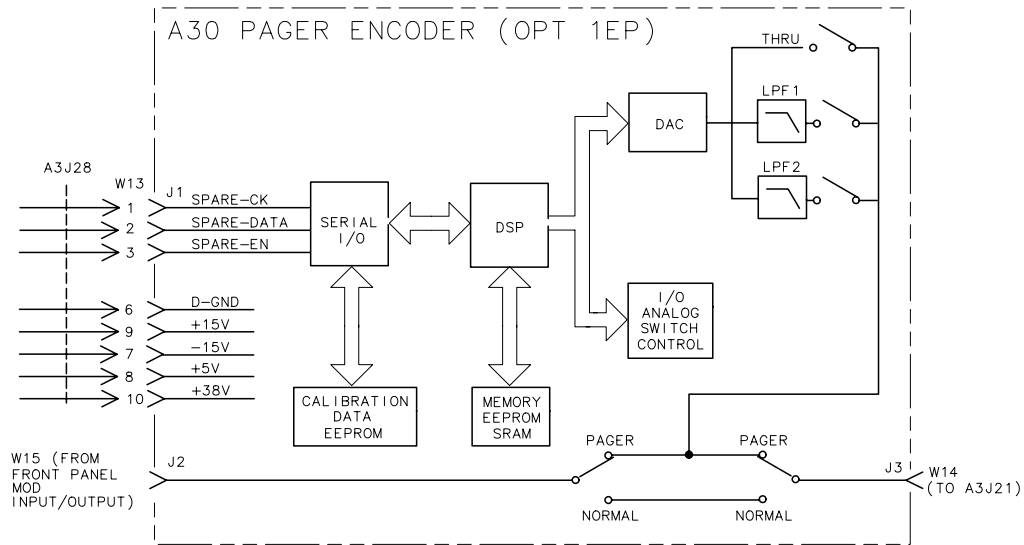 A30 PAGER ENCODER (OPT 1EP)
THRU
LPF1
DAC
LPF2
A3J28
W13
J1
1
SPARE-CK
2
SPARE-DATA
3
SPARE-EN
SERIAL
I/O
DSP
6
D-GND
9
+15V
7
-15V
8
+5V
10
+38V
I/O
ANALOG
SWITCH
CONTROL
CALIBRATION
DATA
EEPROM
MEMORY
EEPROM
SRAM
W15 (FROM
FRONT PANEL
MOD
INPUT/OUTPUT)
J2
PAGER
PAGER
NORMAL
NORMAL
J3
W14
(TO A3J21)